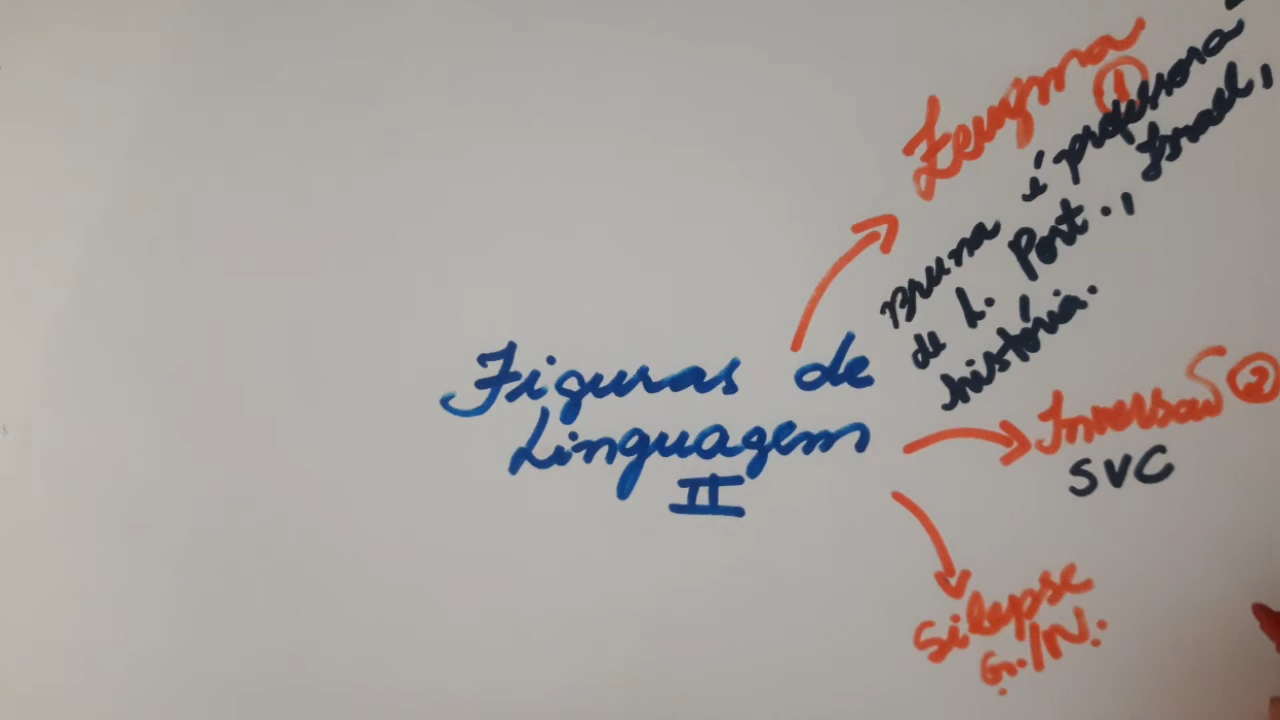 Figuras de
Linguagem
II
Zeugma
①
Bruna é professora
de L. Port., Israel,
história.
Inversão ②
SVC
Silepse
G./N.